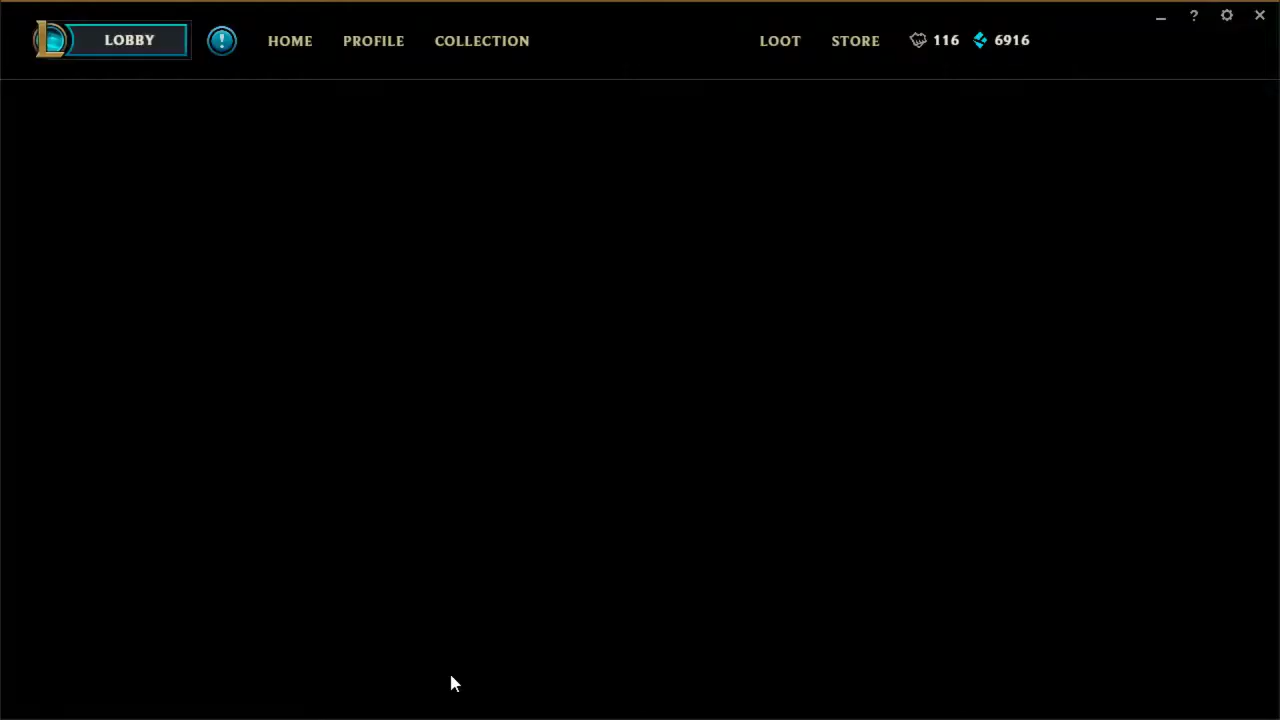 LOBBY
HOME
PROFILE
COLLECTION
LOOT
STORE
116
6916
?